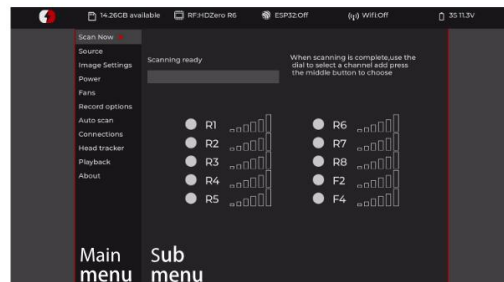 14.26GB available RF:HDZero R6 ESP32:Off WiFi:Off 3S 11.3V
Scan Now
Source
Image Settings
Power
Fans
Record options
Auto scan
Connections
Head tracker
Playback
About
Scanning ready
When scanning is complete,use the
dial to select a channel add press
the middle button to choose
R1
R2
R3
R4
R5
R6
R7
R8
F2
F4
Main
menu
Sub
menu